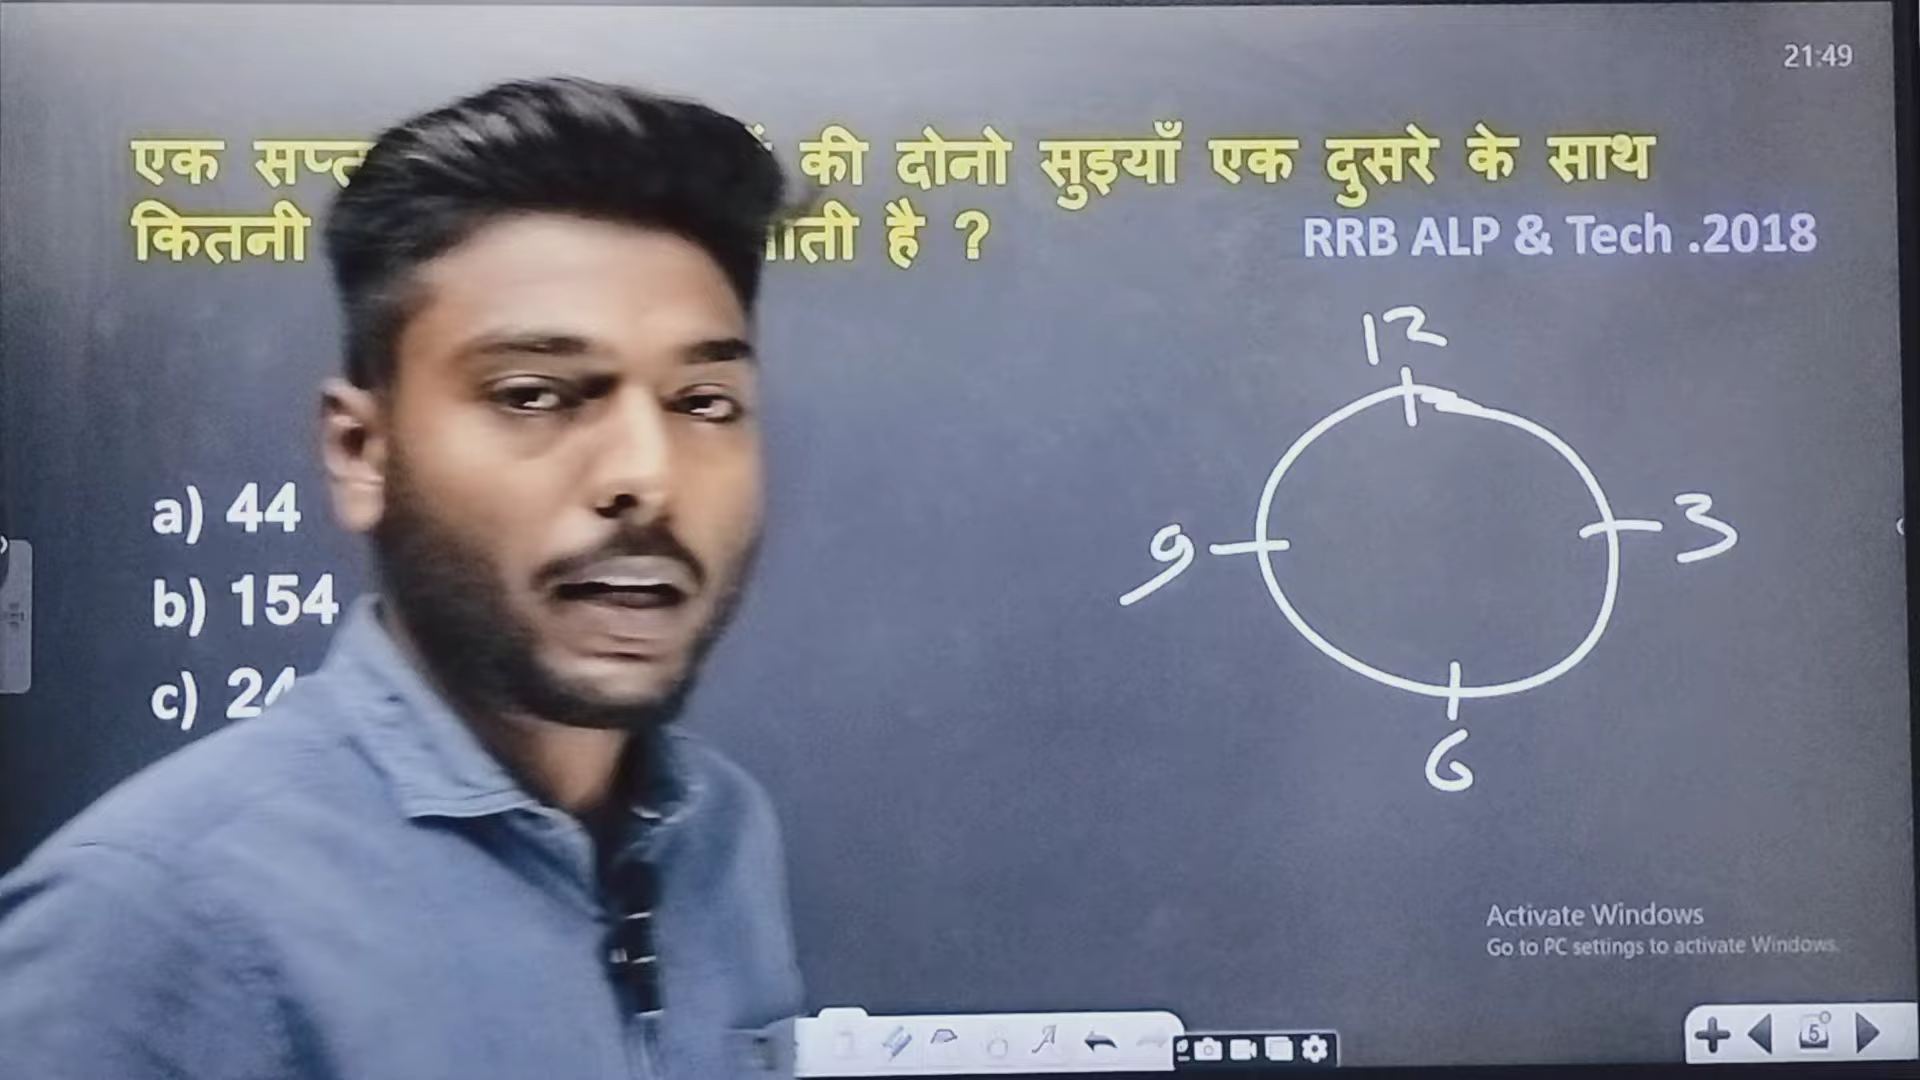 21:49
एक की दोनो सुइयाँ एक दुसरे के साथ
कितनी है ?
RRB ALP & Tech .2018
a) 44
b) 154
c) 24
12
9
3
6
Activate Windows
Go to PC settings to activate Windows.
5